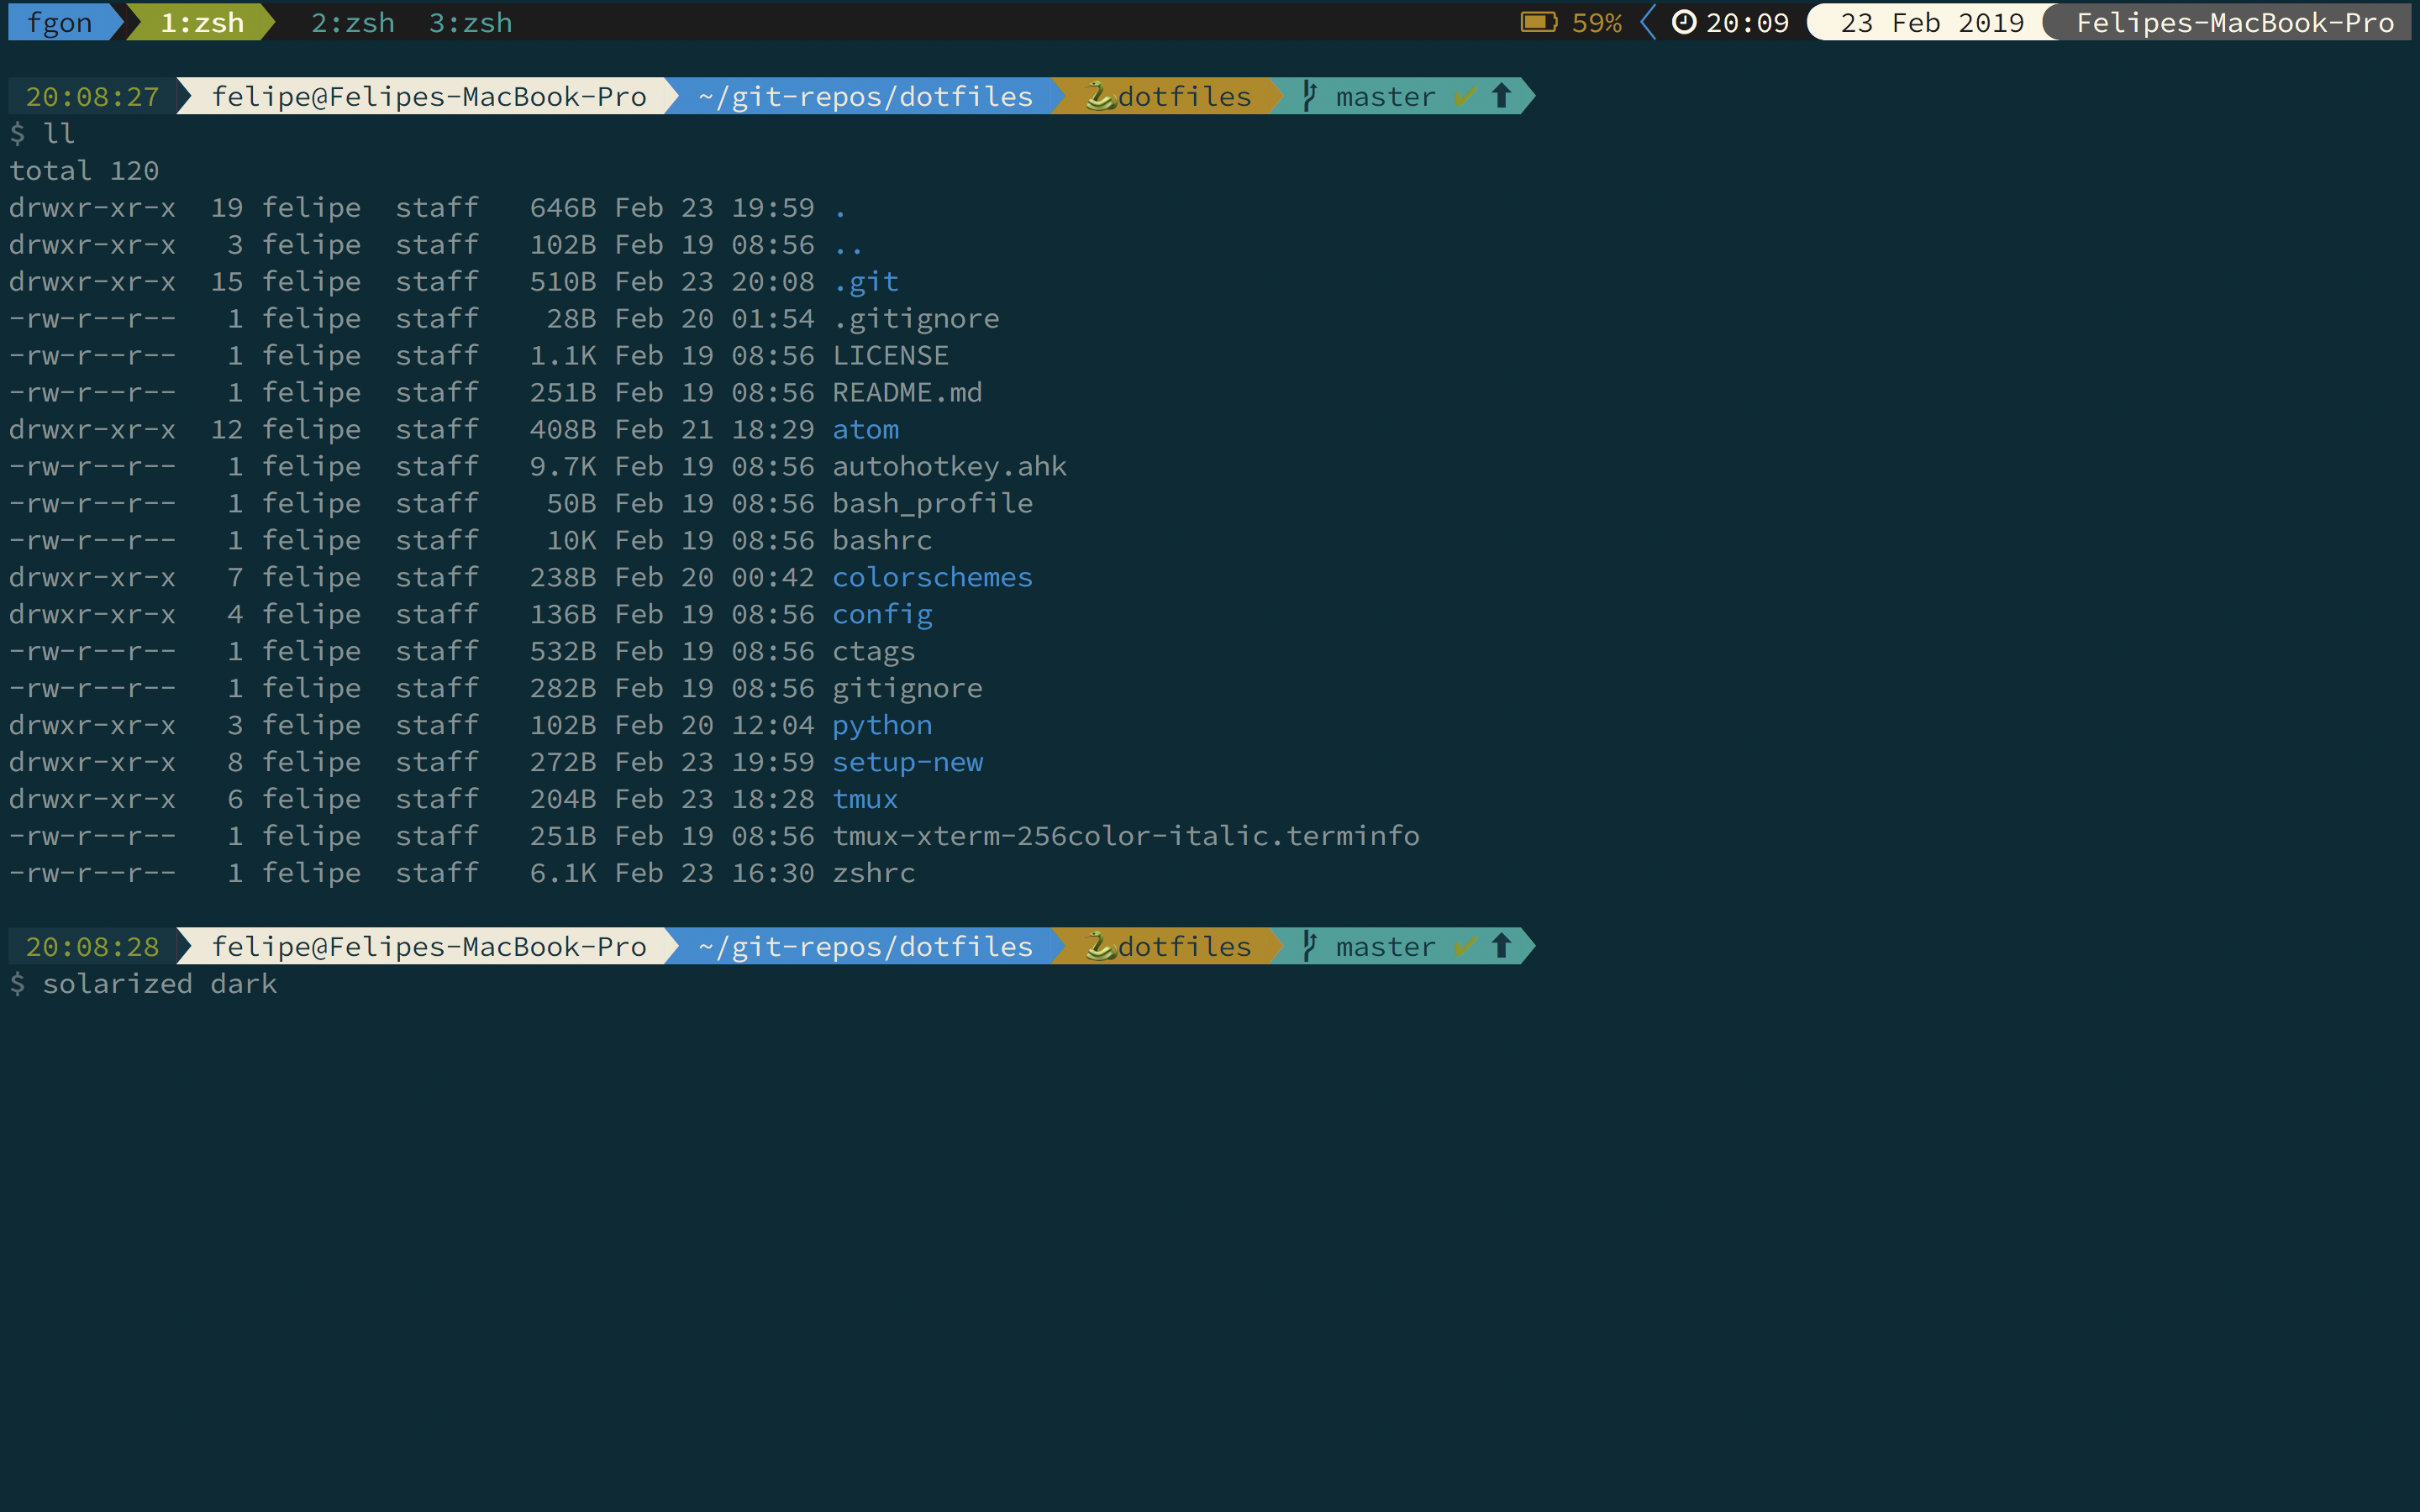 fgon 1:zsh 2:zsh 3:zsh 59% 20:09 23 Feb 2019 Felipes-MacBook-Pro
20:08:27 felipe@Felipes-MacBook-Pro ~/git-repos/dotfiles 🐍dotfiles master ✔ ⬆
$ ll
total 120
drwxr-xr-x  19 felipe  staff   646B Feb 23 19:59 .
drwxr-xr-x   3 felipe  staff   102B Feb 19 08:56 ..
drwxr-xr-x  15 felipe  staff   510B Feb 23 20:08 .git
-rw-r--r--   1 felipe  staff    28B Feb 20 01:54 .gitignore
-rw-r--r--   1 felipe  staff   1.1K Feb 19 08:56 LICENSE
-rw-r--r--   1 felipe  staff   251B Feb 19 08:56 README.md
drwxr-xr-x  12 felipe  staff   408B Feb 21 18:29 atom
-rw-r--r--   1 felipe  staff   9.7K Feb 19 08:56 autohotkey.ahk
-rw-r--r--   1 felipe  staff    50B Feb 19 08:56 bash_profile
-rw-r--r--   1 felipe  staff    10K Feb 19 08:56 bashrc
drwxr-xr-x   7 felipe  staff   238B Feb 20 00:42 colorschemes
drwxr-xr-x   4 felipe  staff   136B Feb 19 08:56 config
-rw-r--r--   1 felipe  staff   532B Feb 19 08:56 ctags
-rw-r--r--   1 felipe  staff   282B Feb 19 08:56 gitignore
drwxr-xr-x   3 felipe  staff   102B Feb 20 12:04 python
drwxr-xr-x   8 felipe  staff   272B Feb 23 19:59 setup-new
drwxr-xr-x   6 felipe  staff   204B Feb 23 18:28 tmux
-rw-r--r--   1 felipe  staff   251B Feb 19 08:56 tmux-xterm-256color-italic.terminfo
-rw-r--r--   1 felipe  staff   6.1K Feb 23 16:30 zshrc
20:08:28 felipe@Felipes-MacBook-Pro ~/git-repos/dotfiles 🐍dotfiles master ✔ ⬆
$ solarized dark